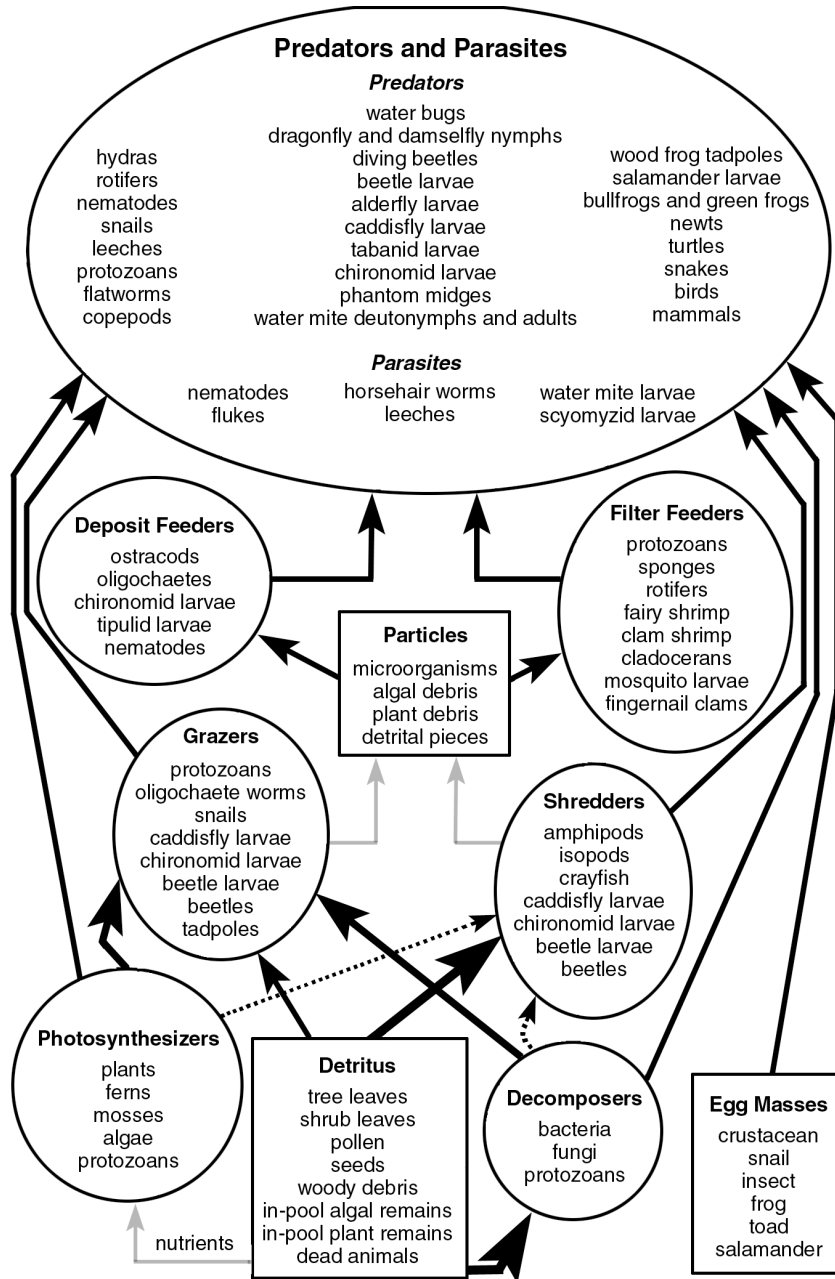 Predators and Parasites
Predators
hydras
rotifers
nematodes
snails
leeches
protozoans
flatworms
copepods
water bugs
dragonfly and damselfly nymphs
diving beetles
beetle larvae
alderfly larvae
caddisfly larvae
tabanid larvae
chironomid larvae
phantom midges
water mite deutonymphs and adults
wood frog tadpoles
salamander larvae
bullfrogs and green frogs
newts
turtles
snakes
birds
mammals
Parasites
nematodes
flukes
horsehair worms
leeches
water mite larvae
scyomyzid larvae
Deposit Feeders
ostracods
oligochaetes
chironomid larvae
tipulid larvae
nematodes
Filter Feeders
protozoans
sponges
rotifers
fairy shrimp
clam shrimp
cladocerans
mosquito larvae
fingernail clams
Particles
microorganisms
algal debris
plant debris
detrital pieces
Grazers
protozoans
oligochaete worms
snails
caddisfly larvae
chironomid larvae
beetle larvae
beetles
tadpoles
Shredders
amphipods
isopods
crayfish
caddisfly larvae
chironomid larvae
beetle larvae
beetles
Photosynthesizers
plants
ferns
mosses
algae
protozoans
Detritus
tree leaves
shrub leaves
pollen
seeds
woody debris
in-pool algal remains
in-pool plant remains
dead animals
Decomposers
bacteria
fungi
protozoans
Egg Masses
crustacean
snail
insect
frog
toad
salamander
nutrients